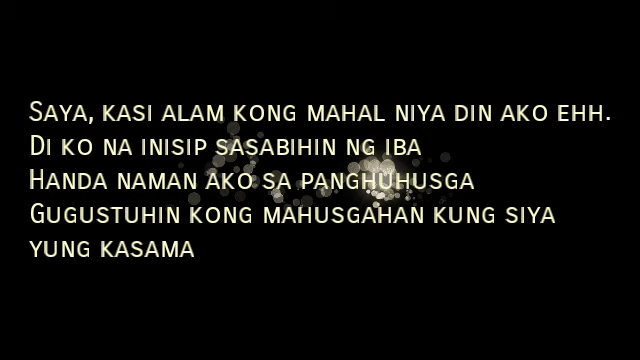 Saya, kasi alam kong mahal niya din ako ehh.
Di ko na inisip sasabihin ng iba
Handa naman ako sa panghuhusga
Gugustuhin kong mahusgahan kung siya
yung kasama